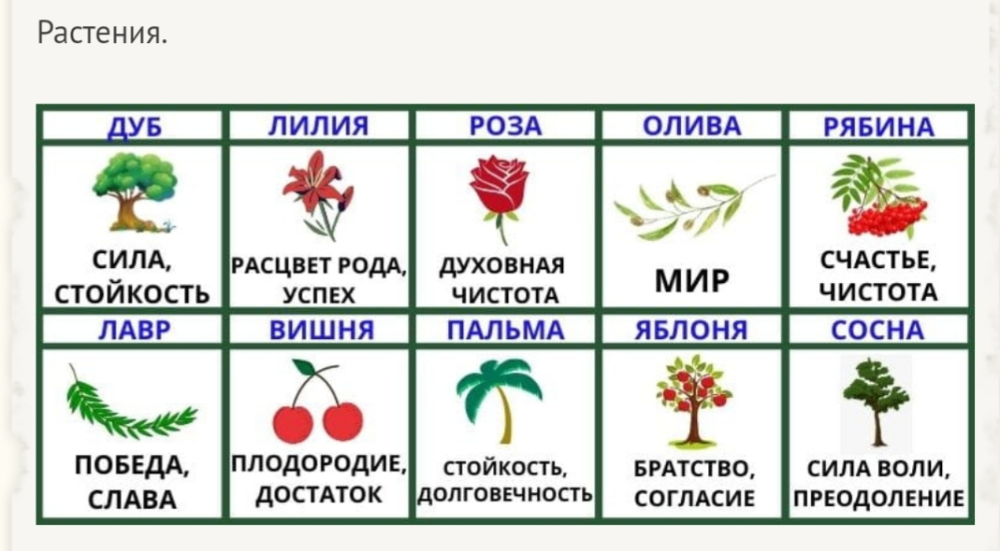 Растения.
ДУБ ЛИЛИЯ РОЗА ОЛИВА РЯБИНА
СИЛА,
СТОЙКОСТЬ
РАСЦВЕТ РОДА,
УСПЕХ
ДУХОВНАЯ
ЧИСТОТА
МИР
СЧАСТЬЕ,
ЧИСТОТА
ЛАВР ВИШНЯ ПАЛЬМА ЯБЛОНЯ СОСНА
ПОБЕДА,
СЛАВА
ПЛОДОРОДИЕ,
ДОСТАТОК
СТОЙКОСТЬ,
ДОЛГОВЕЧНОСТЬ
БРАТСТВО,
СОГЛАСИЕ
СИЛА ВОЛИ,
ПРЕОДОЛЕНИЕ